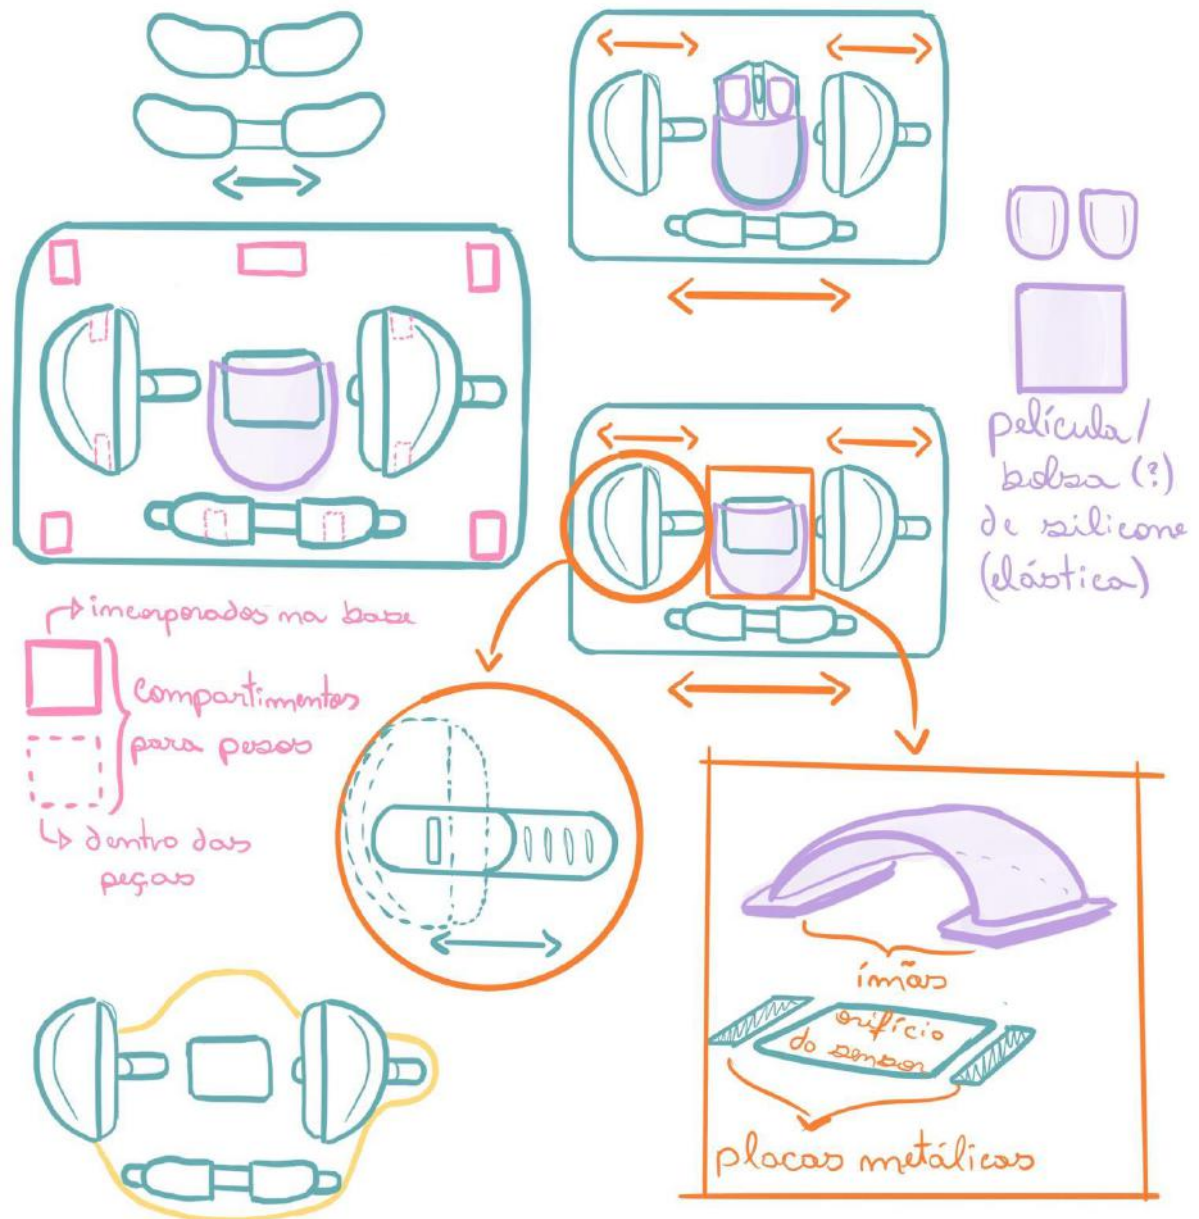 película/
bolsa (?)
de silicone
(elástica)
incorporados na base
compartimentos
para pesos
dentro das
peças
ímãs
orifício
do sensor
placas metálicas